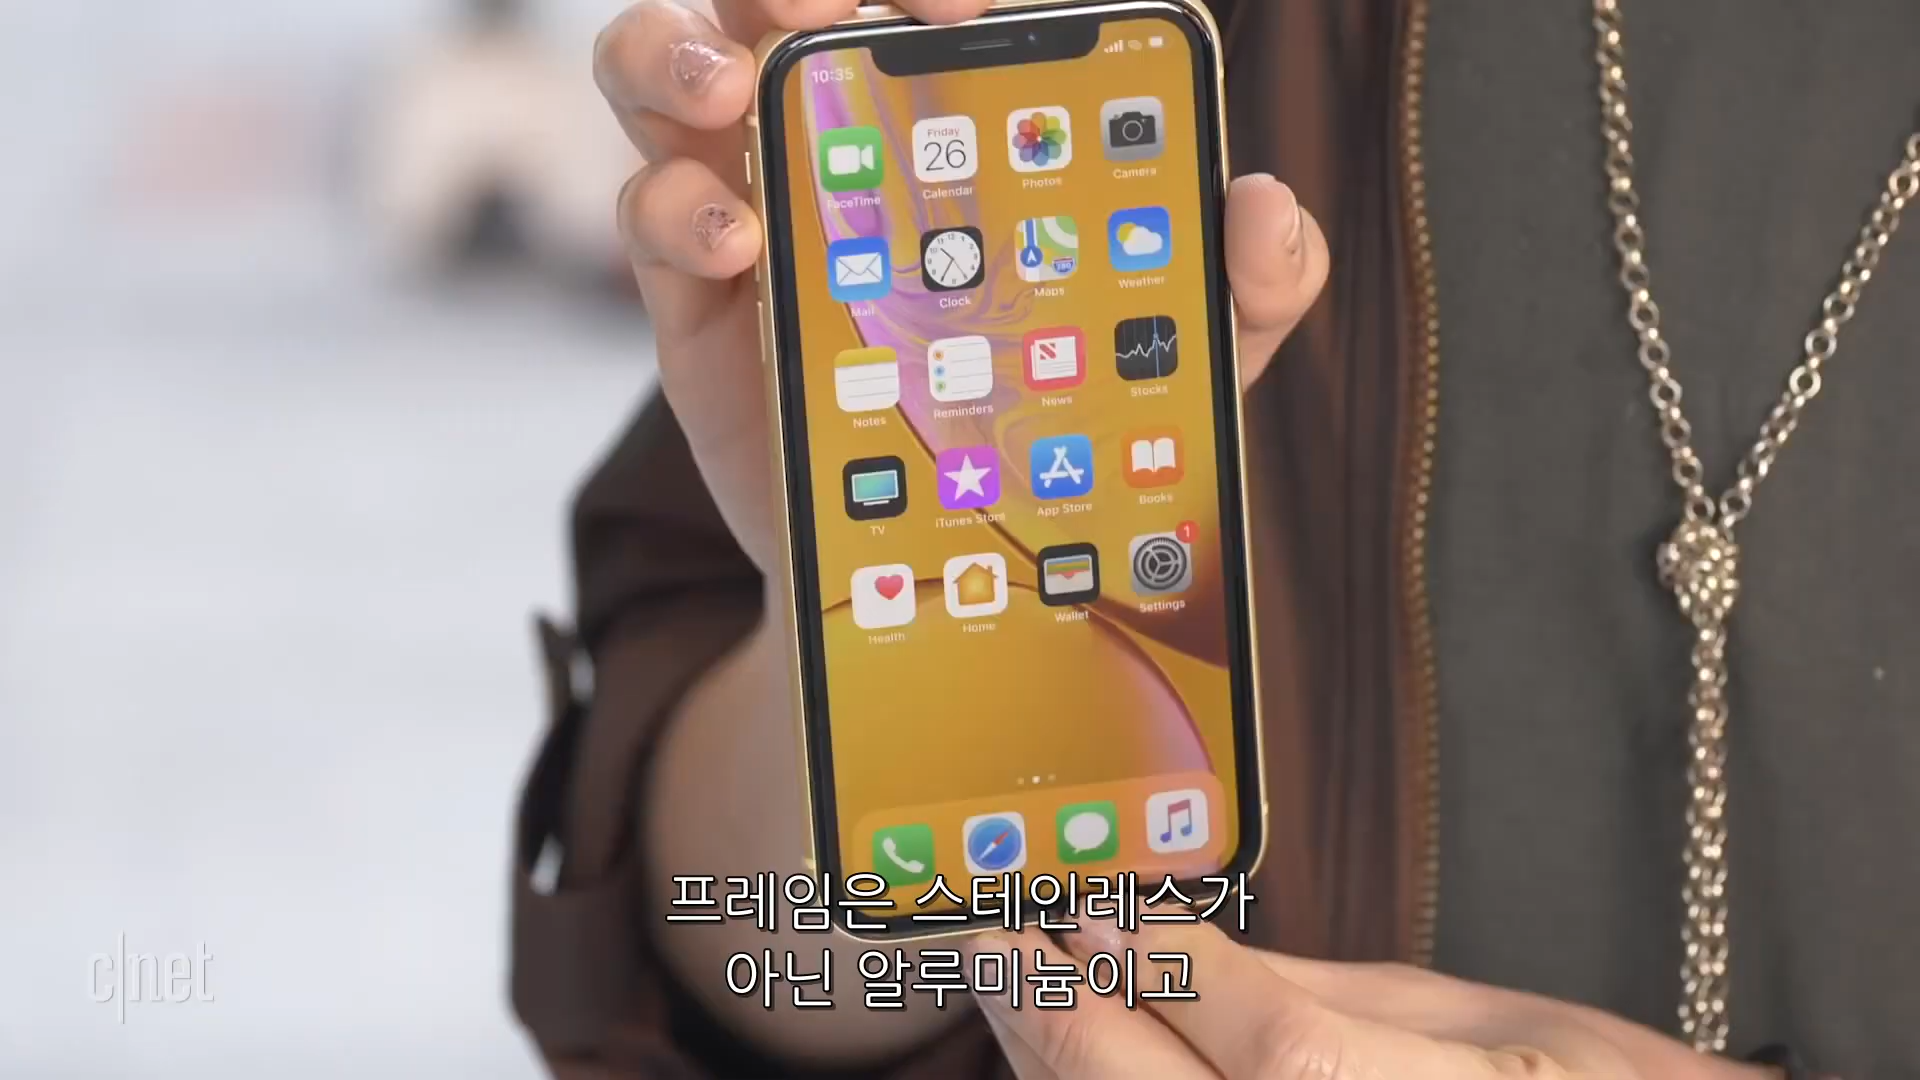 10:35
Friday
26
FaceTime
Calendar
Photos
Camera
280
Mail
Clock
Maps
Weather
Notes
Reminders
News
Stocks
TV
iTunes Store
App Store
Books
1
Health
Home
Wallet
Settings
프레임은 스테인레스가
아닌 알루미늄이고
c|net